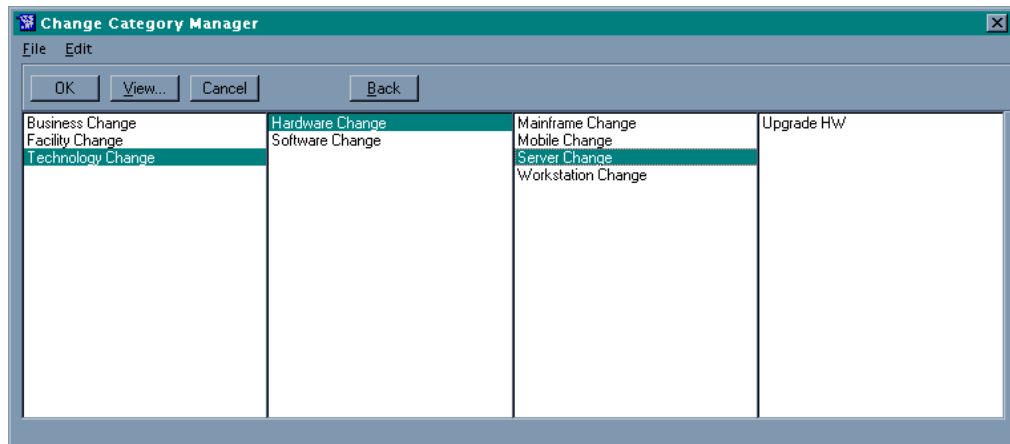 Change Category Manager
File Edit
OK View... Cancel Back
Business Change
Facility Change
Technology Change
Hardware Change
Software Change
Mainframe Change
Mobile Change
Server Change
Workstation Change
Upgrade HW